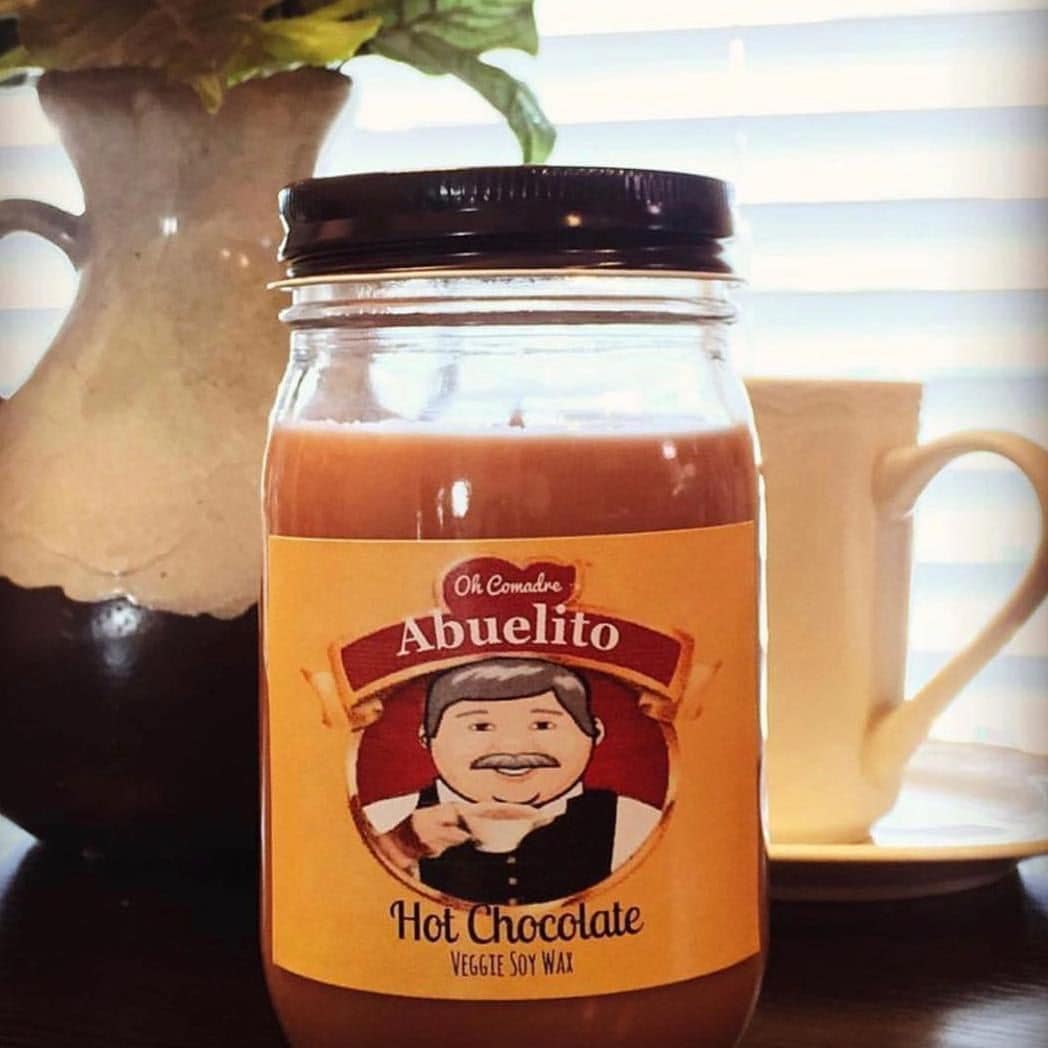 Oh Comadre
Abuelito
Hot Chocolate
Veggie Soy Wax